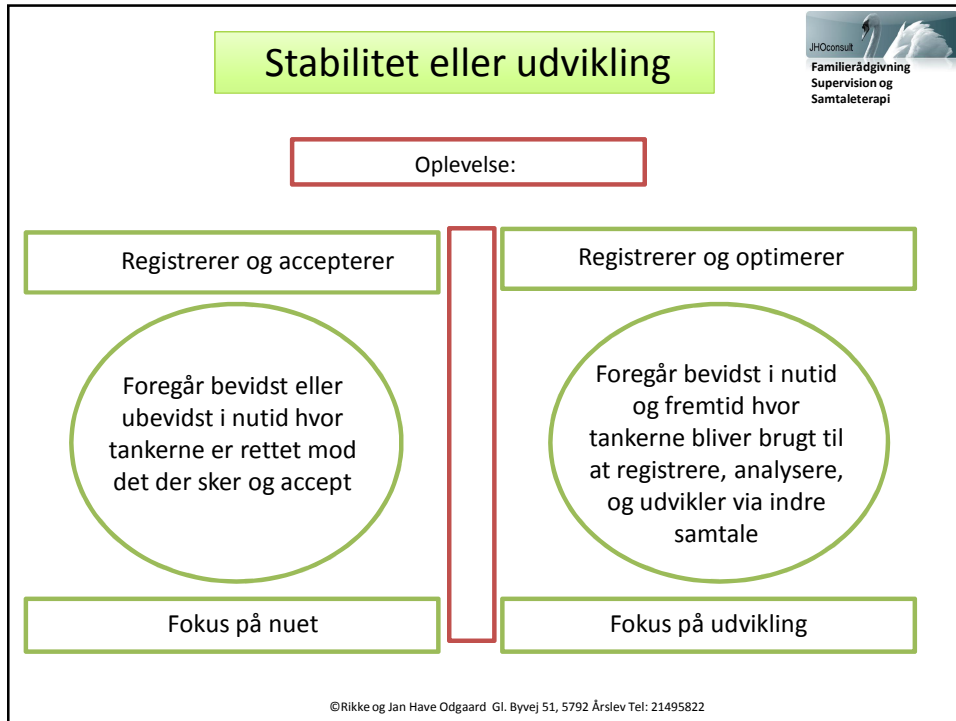 Stabilitet eller udvikling
JHOconsult
Familierådgivning
Supervision og
Samtaleterapi
Oplevelse:
Registrerer og accepterer
Foregår bevidst eller
ubevidst i nutid hvor
tankerne er rettet mod
det der sker og accept
Fokus på nuet
Registrerer og optimerer
Foregår bevidst i nutid
og fremtid hvor
tankerne bliver brugt til
at registrere, analysere,
og udvikler via indre
samtale
Fokus på udvikling
©Rikke og Jan Have Odgaard Gl. Byvej 51, 5792 Årslev Tel: 21495822